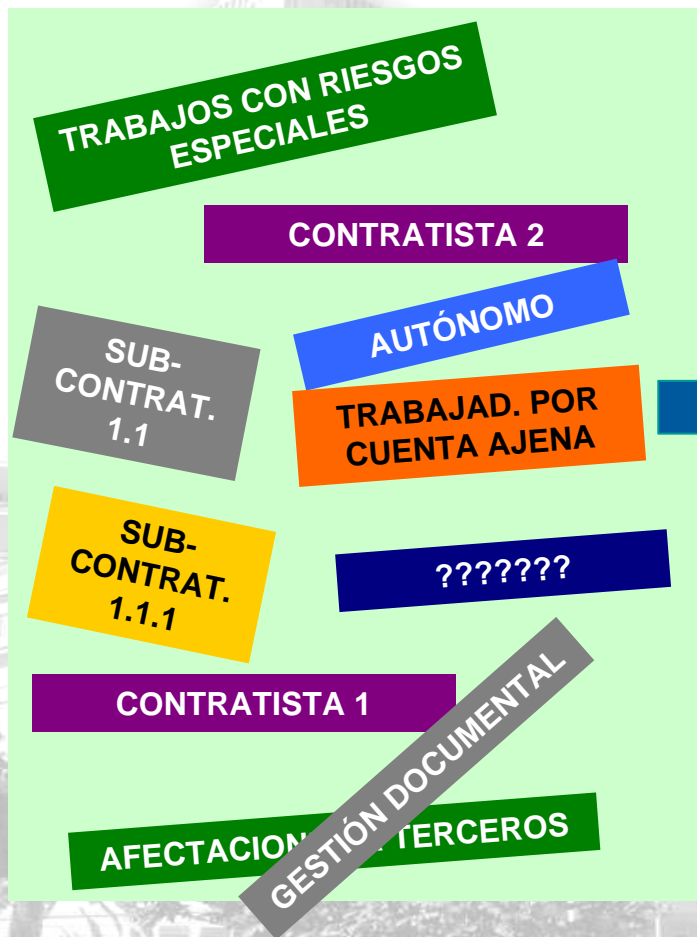 TRABAJOS CON RIESGOS
ESPECIALES
CONTRATISTA 2
AUTÓNOMO
SUB-
CONTRAT.
1.1
TRABAJAD. POR
CUENTA AJENA
SUB-
CONTRAT.
1.1.1
???????
CONTRATISTA 1
GESTIÓN DOCUMENTAL
TERCEROS